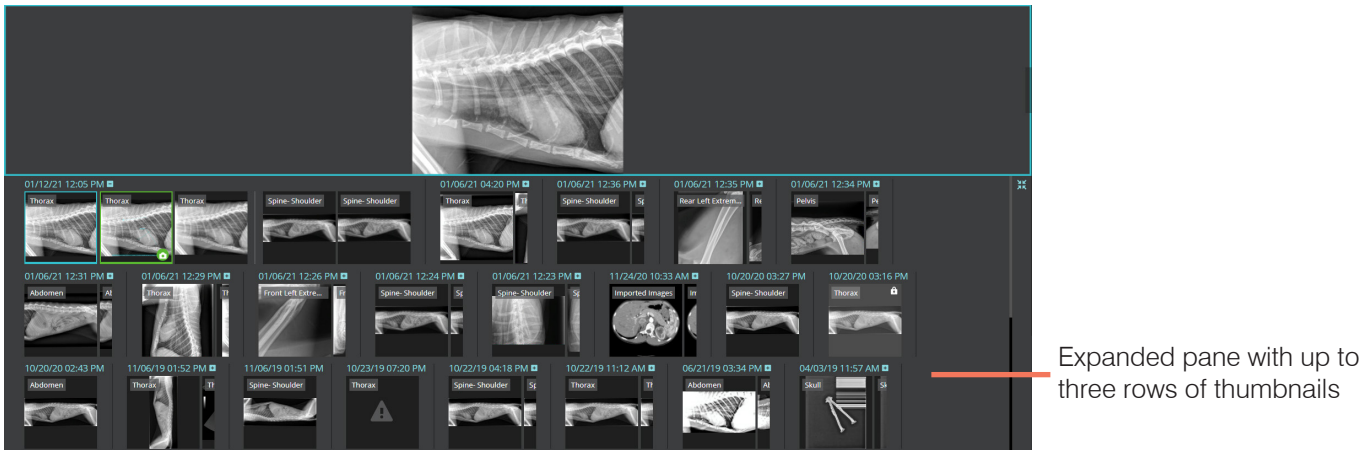 01/12/21 12:05 PM
01/06/21 04:20 PM
01/06/21 12:36 PM
01/06/21 12:35 PM
01/06/21 12:34 PM
Thorax
Thorax
Thorax
Spine- Shoulder
Spine- Shoulder
Thorax
Th
Spine- Shoulder
Sp
Rear Left Extrem...
Re
Pelvis
Pe
01/06/21 12:31 PM
01/06/21 12:29 PM
01/06/21 12:26 PM
01/06/21 12:24 PM
01/06/21 12:23 PM
11/24/20 10:33 AM
10/20/20 03:27 PM
10/20/20 03:16 PM
Abdomen
Thorax
Front Left Extre...
Spine- Shoulder
Spine- Shoulder
Imported Images
Spine- Shoulder
Thorax
10/20/20 02:43 PM
11/06/19 01:52 PM
11/06/19 01:51 PM
10/23/19 07:20 PM
10/22/19 04:18 PM
10/22/19 11:12 AM
06/21/19 03:34 PM
04/03/19 11:57 AM
Abdomen
Thorax
Th
Spine- Shoulder
Thorax
Spine- Shoulder
Sp
Thorax
Th
Abdomen
Skull
Sk
Expanded pane with up to
three rows of thumbnails